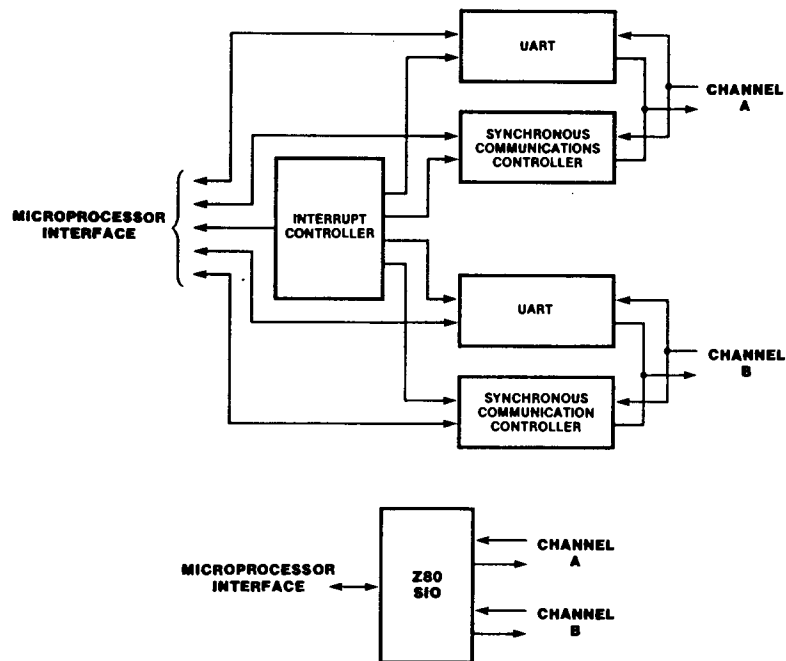 UART
CHANNEL
A
SYNCHRONOUS
COMMUNICATIONS
CONTROLLER
MICROPROCESSOR
INTERFACE
INTERRUPT
CONTROLLER
UART
CHANNEL
B
SYNCHRONOUS
COMMUNICATION
CONTROLLER
MICROPROCESSOR
INTERFACE
Z80
SIO
CHANNEL
A
CHANNEL
B